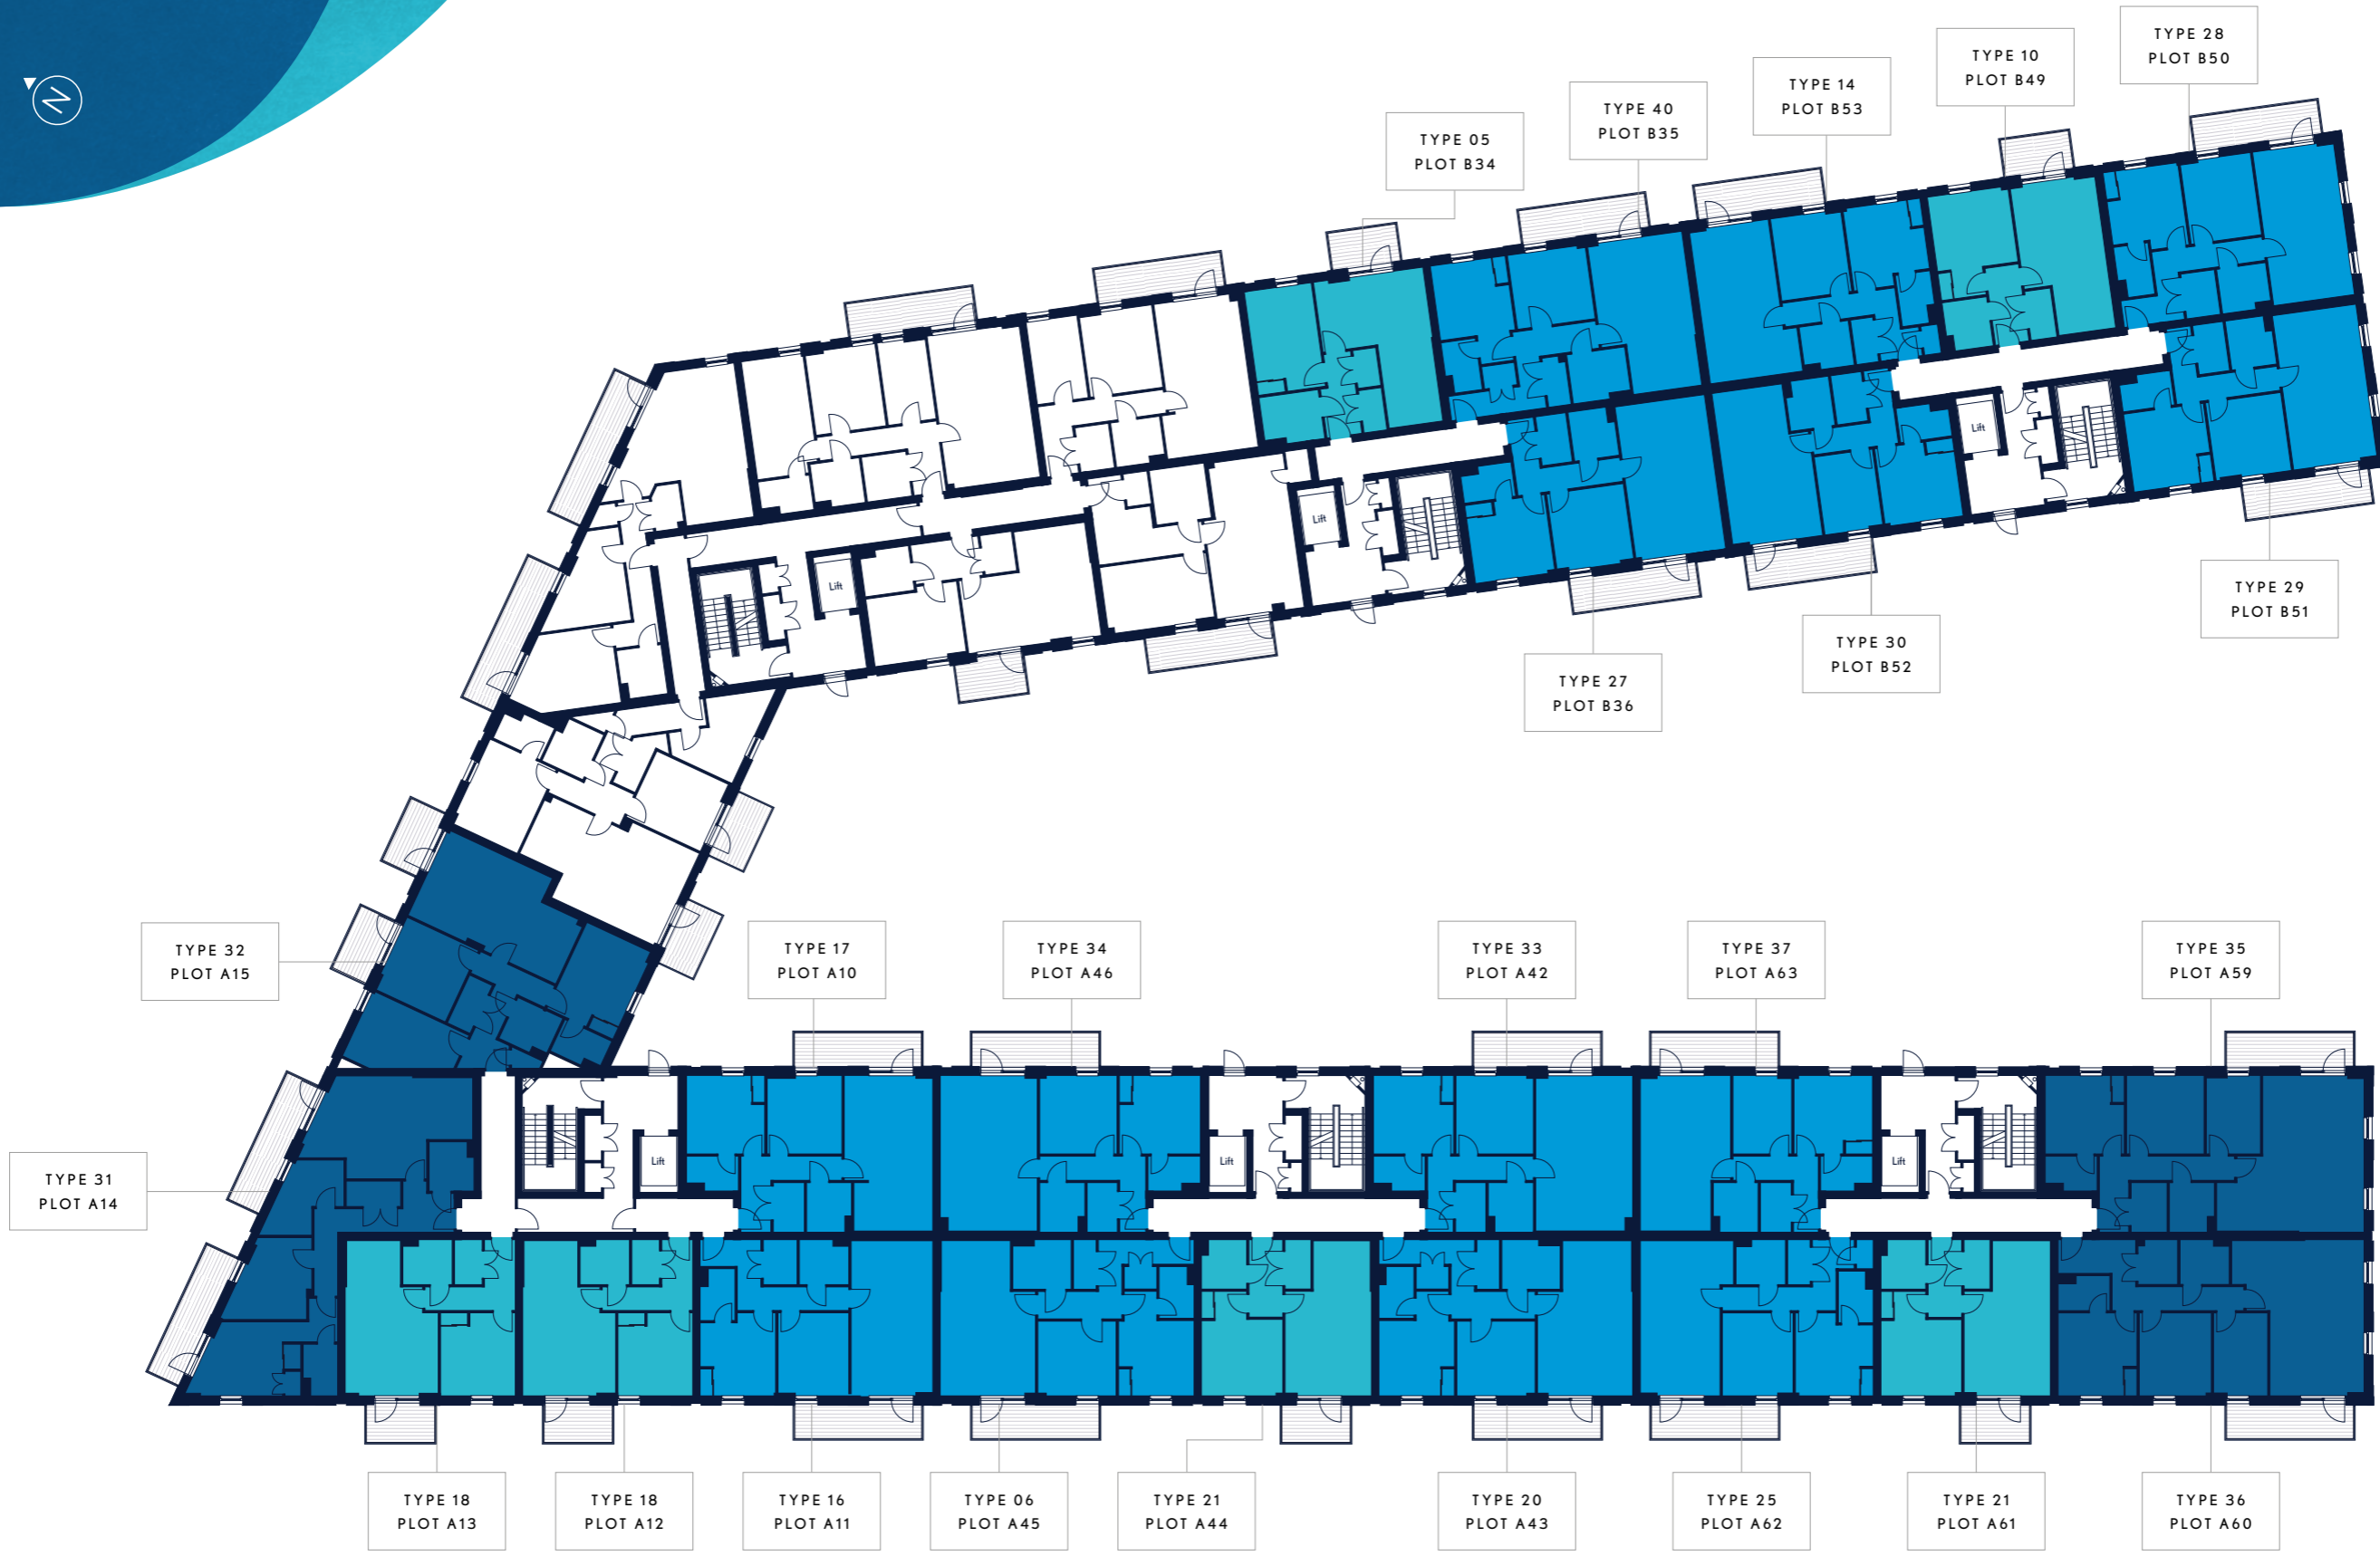 N
TYPE 28
PLOT B50
TYPE 10
PLOT B49
TYPE 14
PLOT B53
TYPE 40
PLOT B35
TYPE 05
PLOT B34
Lift
Lift
Lift
TYPE 29
PLOT B51
TYPE 30
PLOT B52
TYPE 27
PLOT B36
TYPE 32
PLOT A15
TYPE 17
PLOT A10
TYPE 34
PLOT A46
TYPE 33
PLOT A42
TYPE 37
PLOT A63
TYPE 35
PLOT A59
TYPE 31
PLOT A14
Lift
Lift
Lift
TYPE 18
PLOT A13
TYPE 18
PLOT A12
TYPE 16
PLOT A11
TYPE 06
PLOT A45
TYPE 21
PLOT A44
TYPE 20
PLOT A43
TYPE 25
PLOT A62
TYPE 21
PLOT A61
TYPE 36
PLOT A60